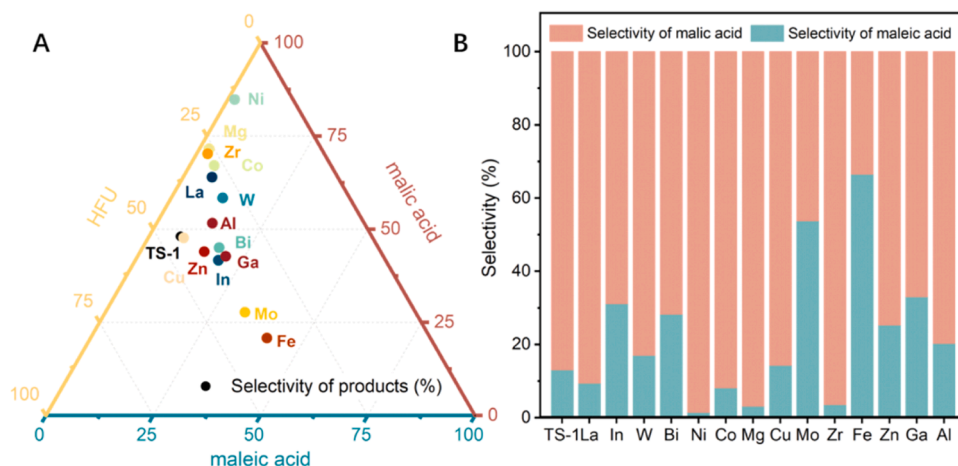 A
0
100
Ni
25
Mg
75
Zr
Co
La
W
HFU
malic acid
50
Al
50
TS-1
Bi
Zn
Ga
Cu
In
75
Mo
25
Fe
Selectivity of products (%)
100
0
0
25
50
75
100
maleic acid
B
Selectivity of malic acid
Selectivity of maleic acid
100
80
60
40
20
0
Selectivity (%)
TS-1 La In W Bi Ni Co Mg Cu Mo Zr Fe Zn Ga Al